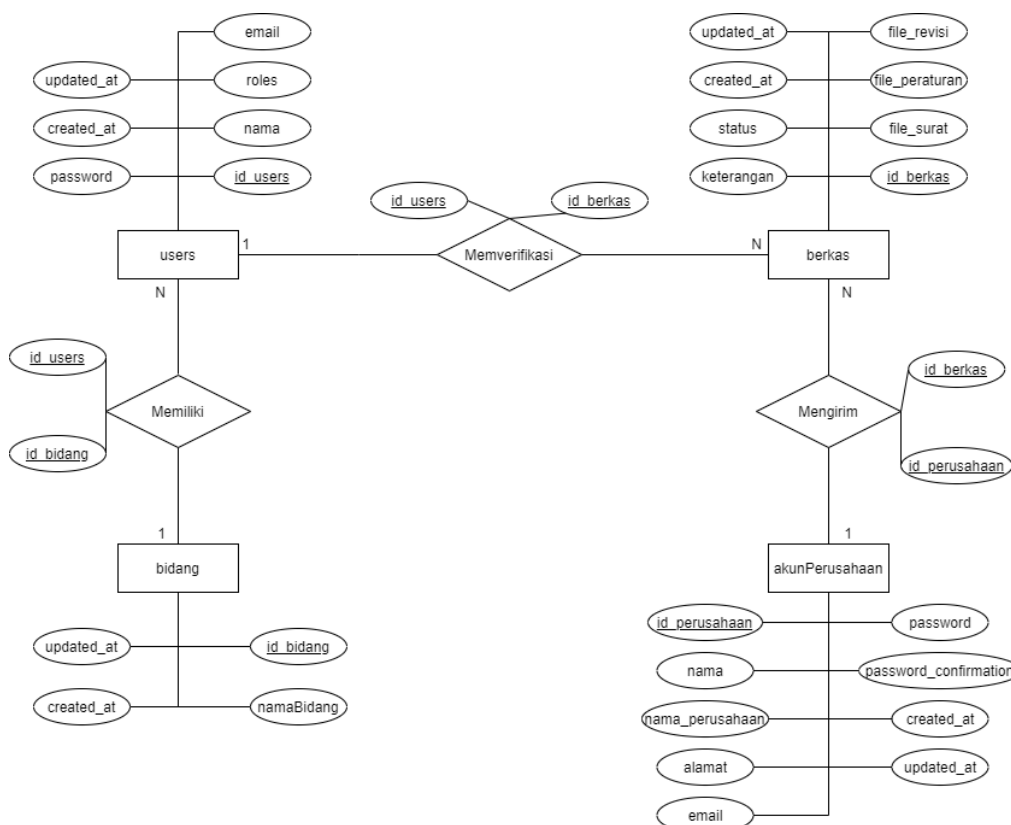 email
updated_at
roles
created_at
nama
password
id_users
users
1
N
updated_at
file_revisi
created_at
file_peraturan
status
file_surat
keterangan
id_berkas
berkas
N
N
id_users
id_berkas
Memverifikasi
id_users
id_bidang
Memiliki
1
bidang
updated_at
id_bidang
created_at
namaBidang
id_berkas
id_perusahaan
Mengirim
1
akunPerusahaan
id_perusahaan
password
nama
password_confirmation
nama_perusahaan
created_at
alamat
updated_at
email